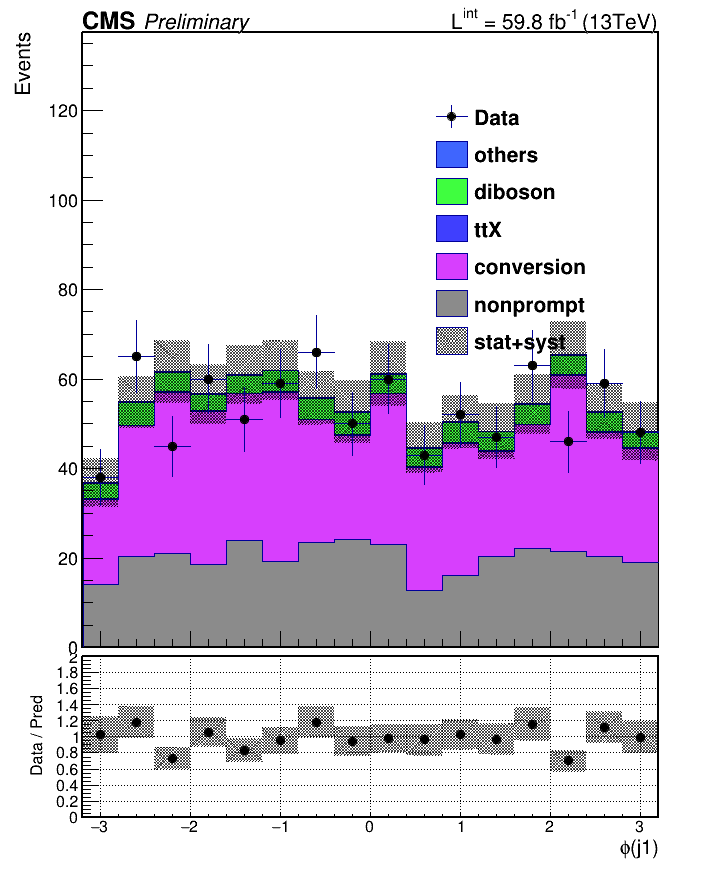 CMS Preliminary L^int = 59.8 fb^-1 (13TeV)
Events
120
100
80
60
40
20
0
Data
others
diboson
ttX
conversion
nonprompt
stat+syst
Data / Pred
2
1.8
1.6
1.4
1.2
1
0.8
0.6
0.4
0.2
0
−3 −2 −1 0 1 2 3
ϕ(j1)